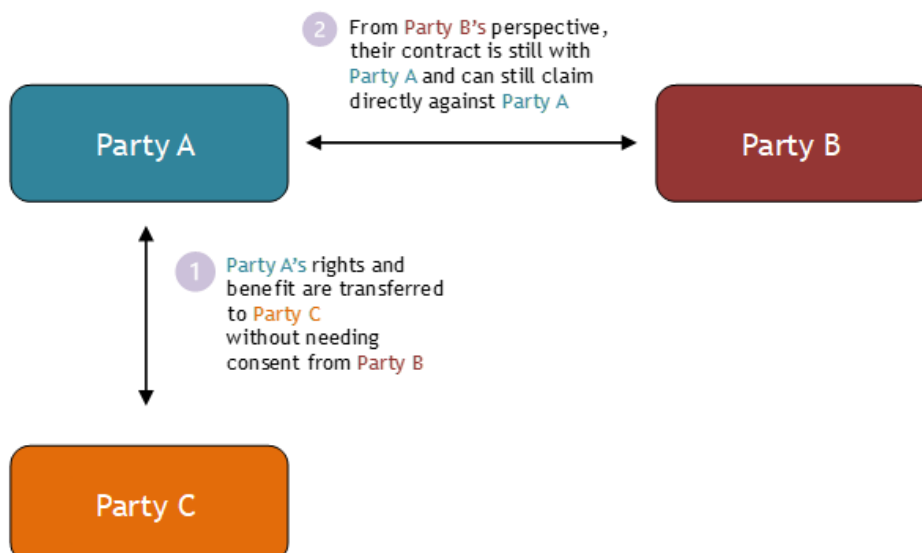 2
From Party B's perspective,
their contract is still with
Party A and can still claim
directly against Party A
Party A
Party B
1
Party A's rights and
benefit are transferred
to Party C
without needing
consent from Party B
Party C